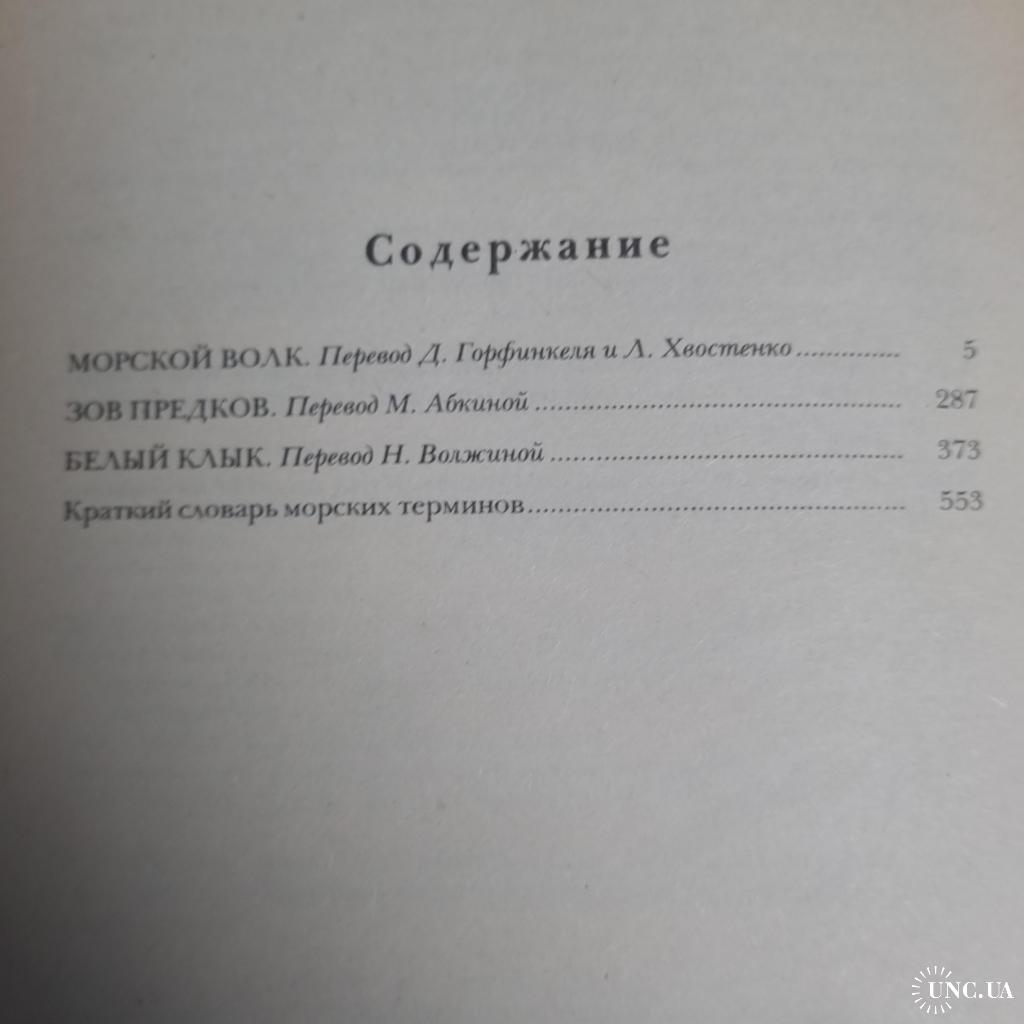 Содержание
МОРСКОЙ ВОЛК. Перевод Д. Горфинкеля и Л. Хвостенко.............. 5
ЗОВ ПРЕДКОВ. Перевод М. Абкиной.................................................... 287
БЕЛЫЙ КЛЫК. Перевод Н. Волжиной.................................................. 373
Краткий словарь морских терминов...................................................... 553
UNC.UA